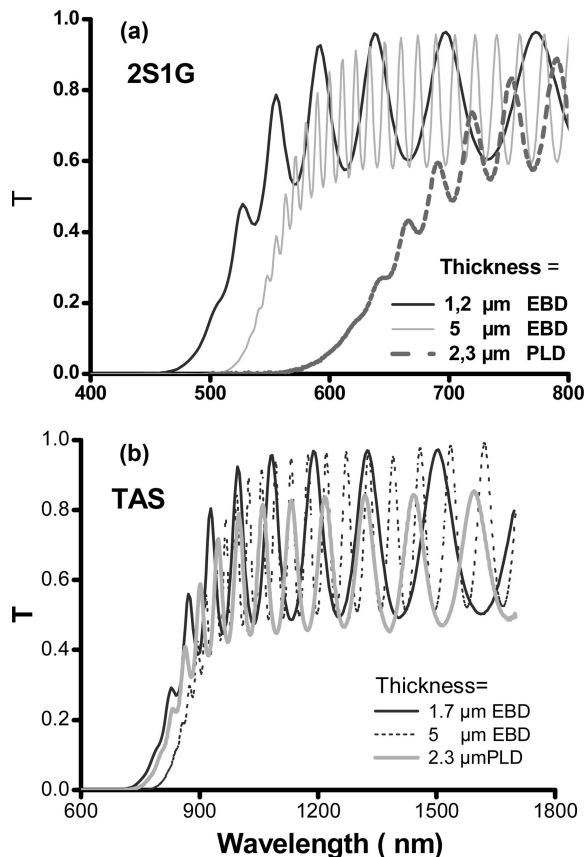 (a)
2S1G
1.0
0.8
0.6
0.4
0.2
0.0
T
Thickness =
1,2 µm EBD
5 µm EBD
2,3 µm PLD
400 500 600 700 800
(b)
TAS
1.0
0.8
0.6
0.4
0.2
0.0
T
Thickness=
1.7 µm EBD
5 µm EBD
2.3 µmPLD
600 900 1200 1500 1800
Wavelength ( nm)